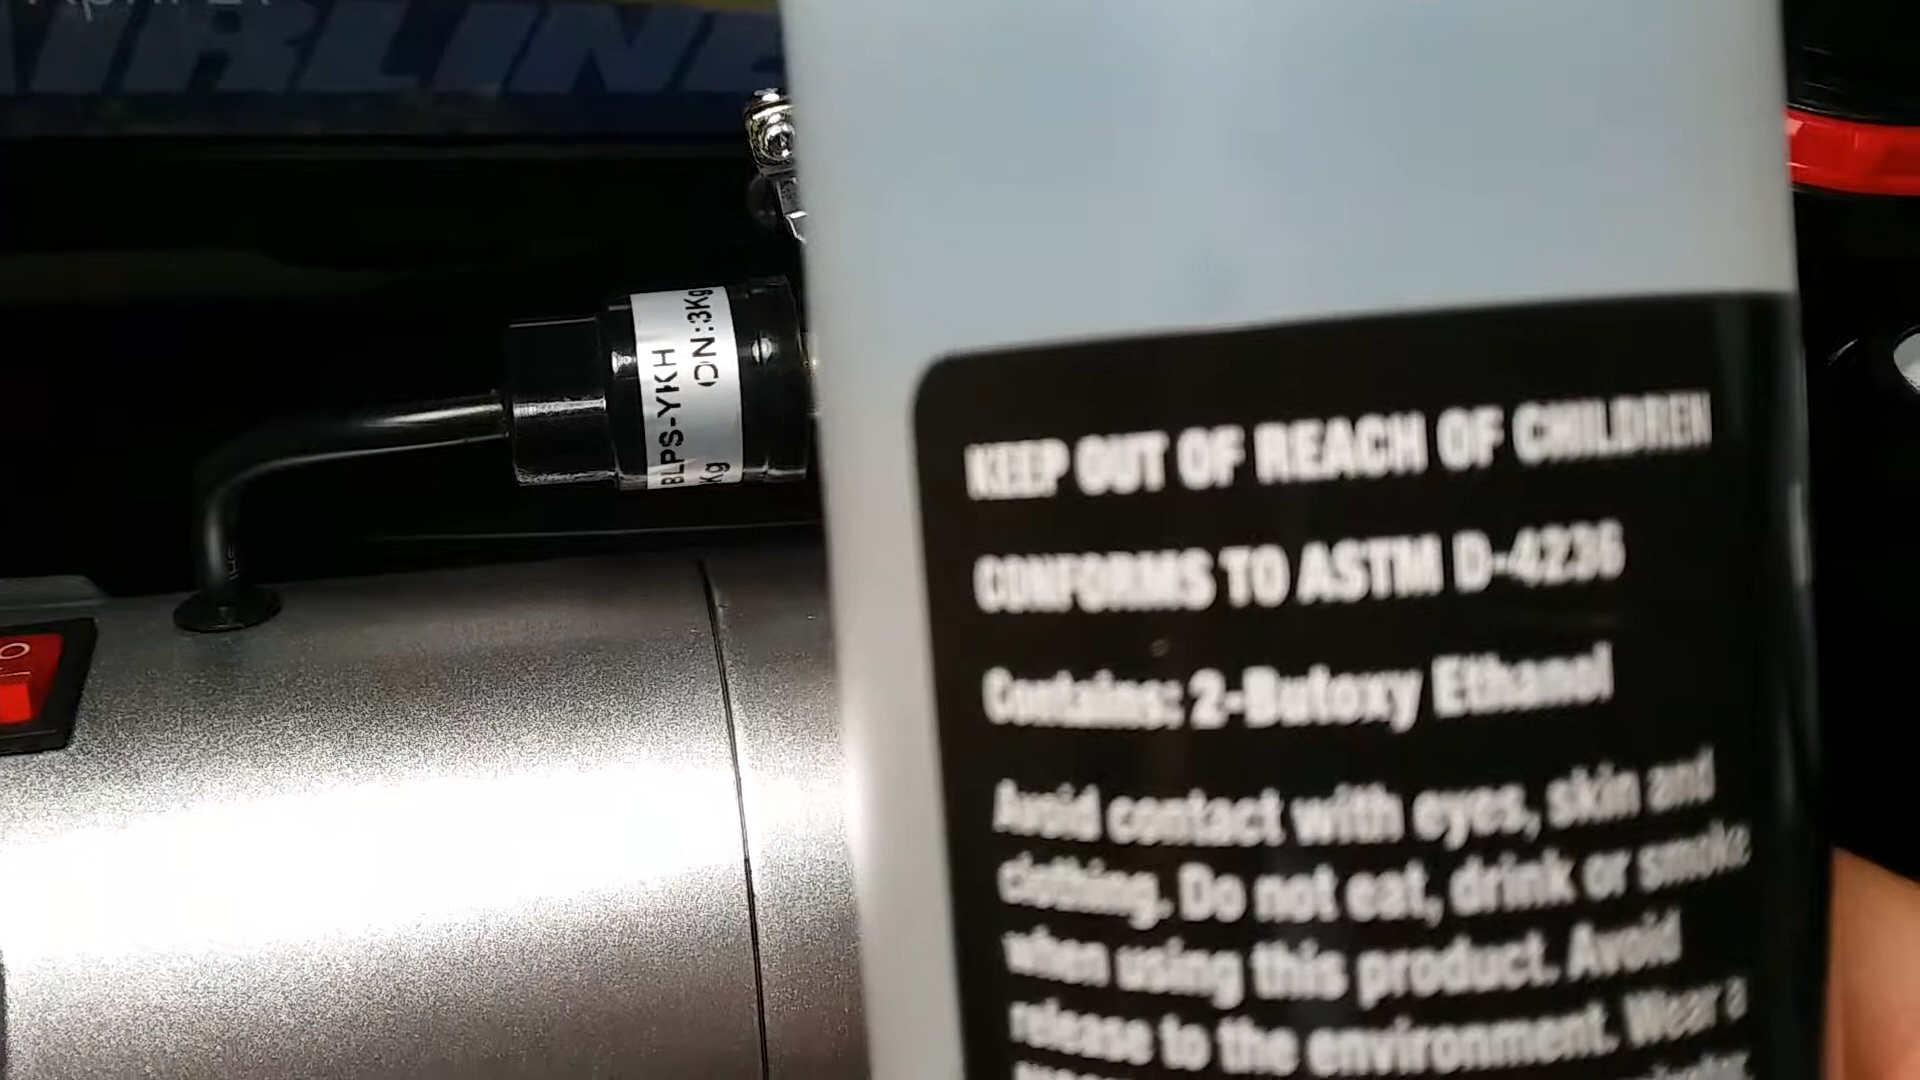 AIRLINE
BLPS-YKH
ON:3Kg
Kg
KEEP OUT OF REACH OF CHILDREN
CONFORMS TO ASTM D-4236
Contains: 2-Butoxy Ethanol
Avoid contact with eyes, skin and
clothing. Do not eat, drink or smoke
when using this product. Avoid
release to the environment. Wear a